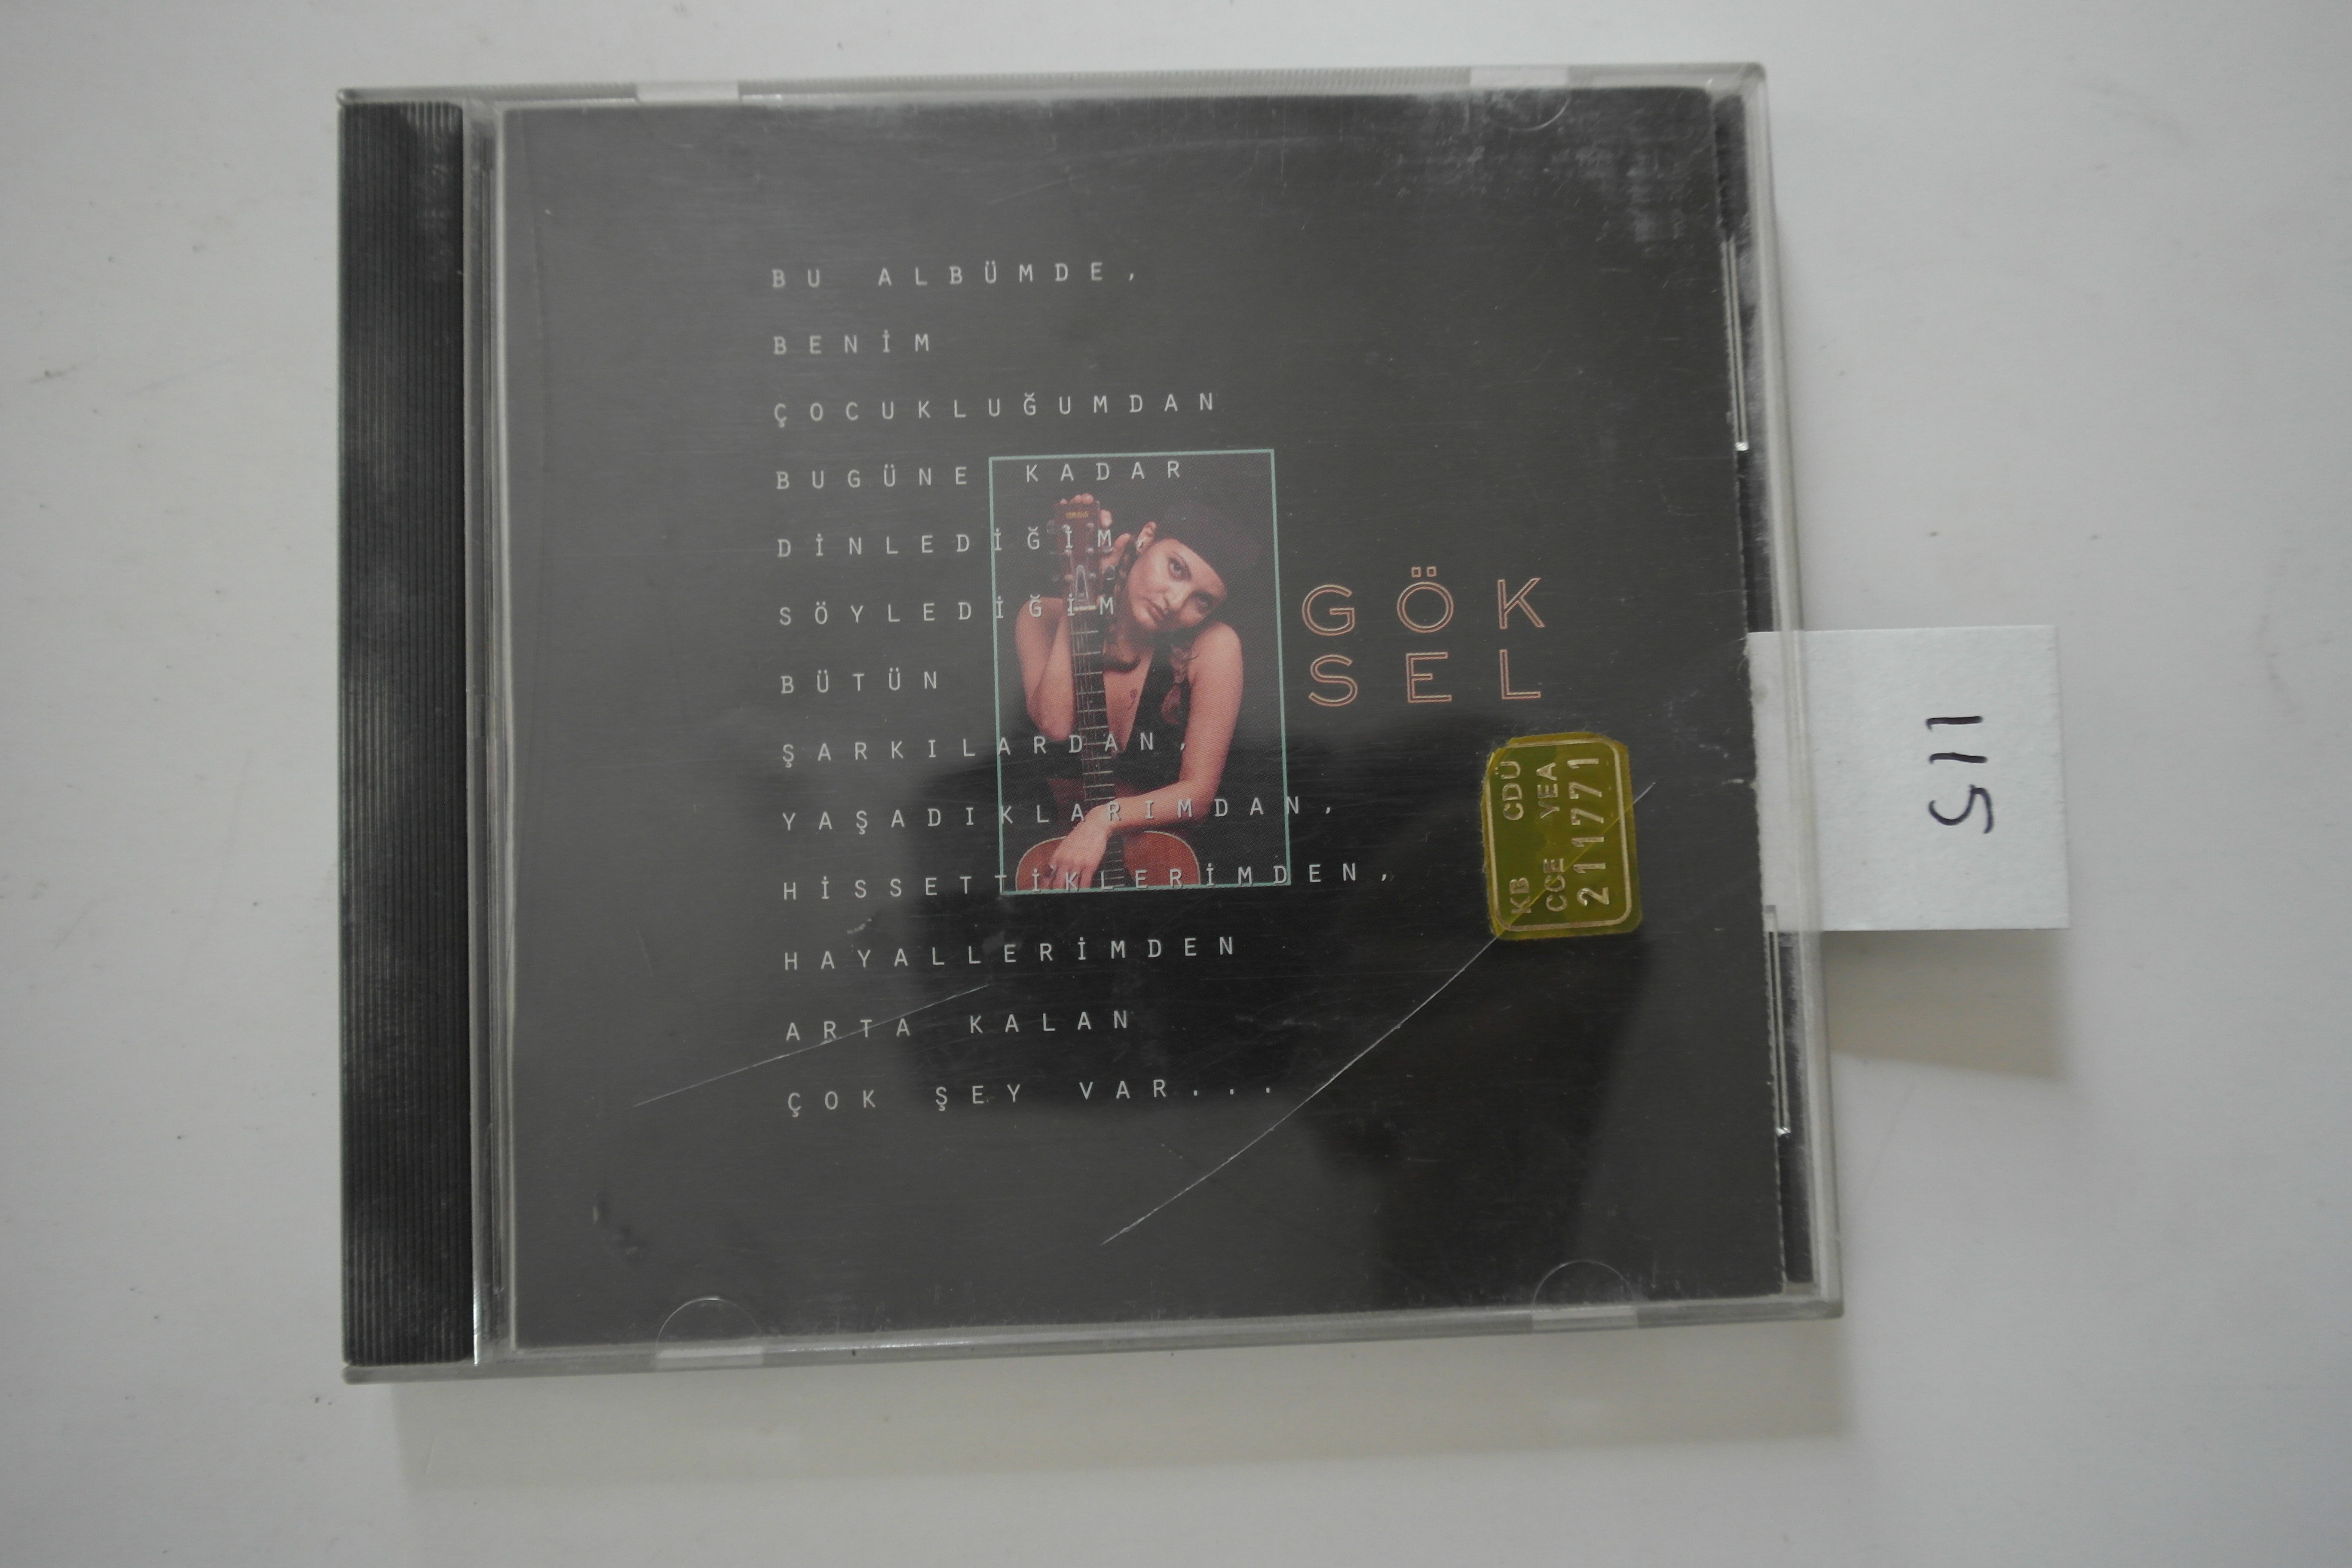 BU ALBÜMDE,
BENİM
ÇOCUKLUĞUMDAN
BUGÜNE KADAR
DİNLEDİĞİM,
SÖYLEDİĞİM
BÜTÜN
ŞARKILARDAN,
YAŞADIKLARIMDAN,
HİSSETTİKLERİMDEN,
HAYALLERİMDEN
ARTA KALAN
ÇOK ŞEY VAR...
GÖK
SEL
KB CDÜ
CCE YEA
211771
115